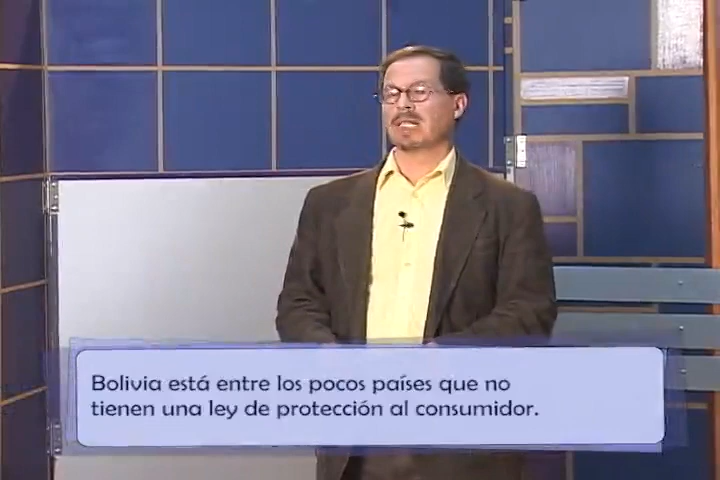 Bolivia está entre los pocos países que no
tienen una ley de protección al consumidor.